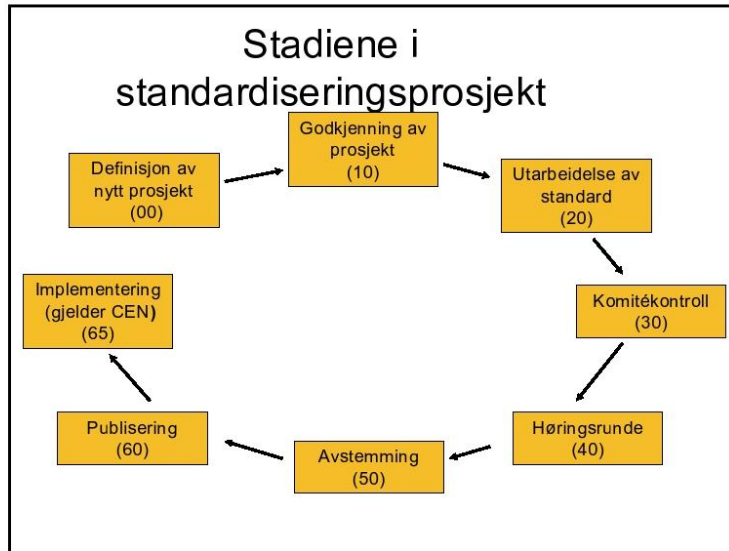 Stadiene i
standardiseringsprosjekt
Definisjon av
nytt prosjekt
(00)
Godkjenning av
prosjekt
(10)
Utarbeidelse av
standard
(20)
Komitékontroll
(30)
Høringsrunde
(40)
Avstemming
(50)
Publisering
(60)
Implementering
(gjelder CEN)
(65)